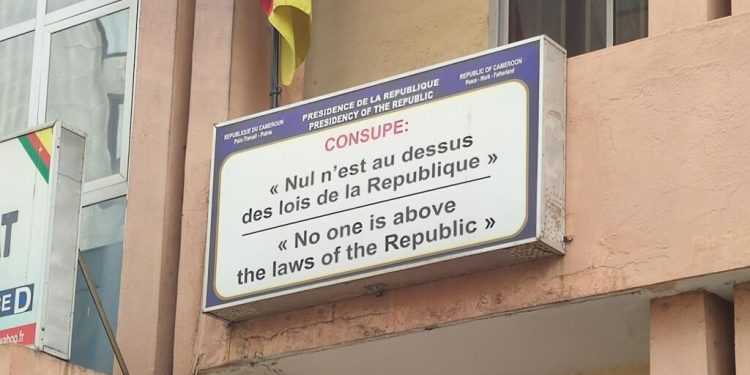 PRESIDENCE DE LA REPUBLIQUE
PRESIDENCY OF THE REPUBLIC
REPUBLIQUE DU CAMEROUN
Paix-Travail-Patrie
REPUBLIC OF CAMEROON
Peace - Work - Fatherland
CONSUPE:
« Nul n'est au dessus
des lois de la Republique »
« No one is above
the laws of the Republic »
D
yahoo.fr